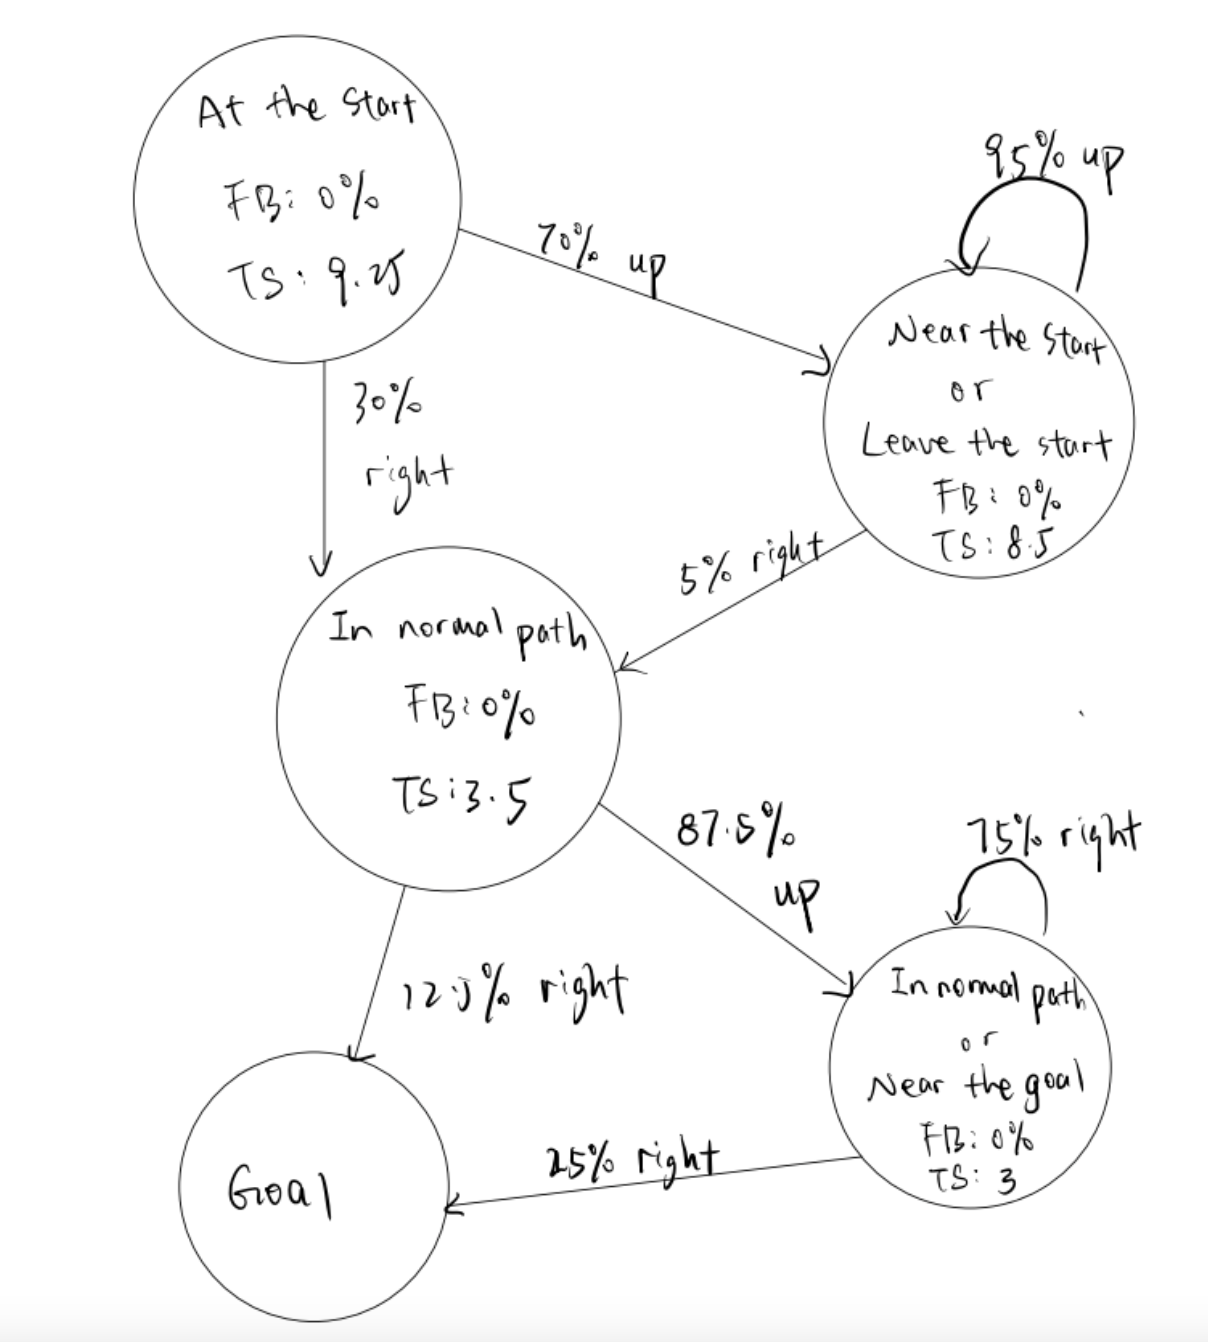 At the start
FB: 0%
TS: 9.25
70% up
95% up
Near the start
or
Leave the start
FB: 0%
TS: 8.5
30%
right
5% right
In normal path
FB: 0%
TS: 3.5
87.5%
up
75% right
In normal path
or
Near the goal
FB: 0%
TS: 3
12.5% right
25% right
Goal